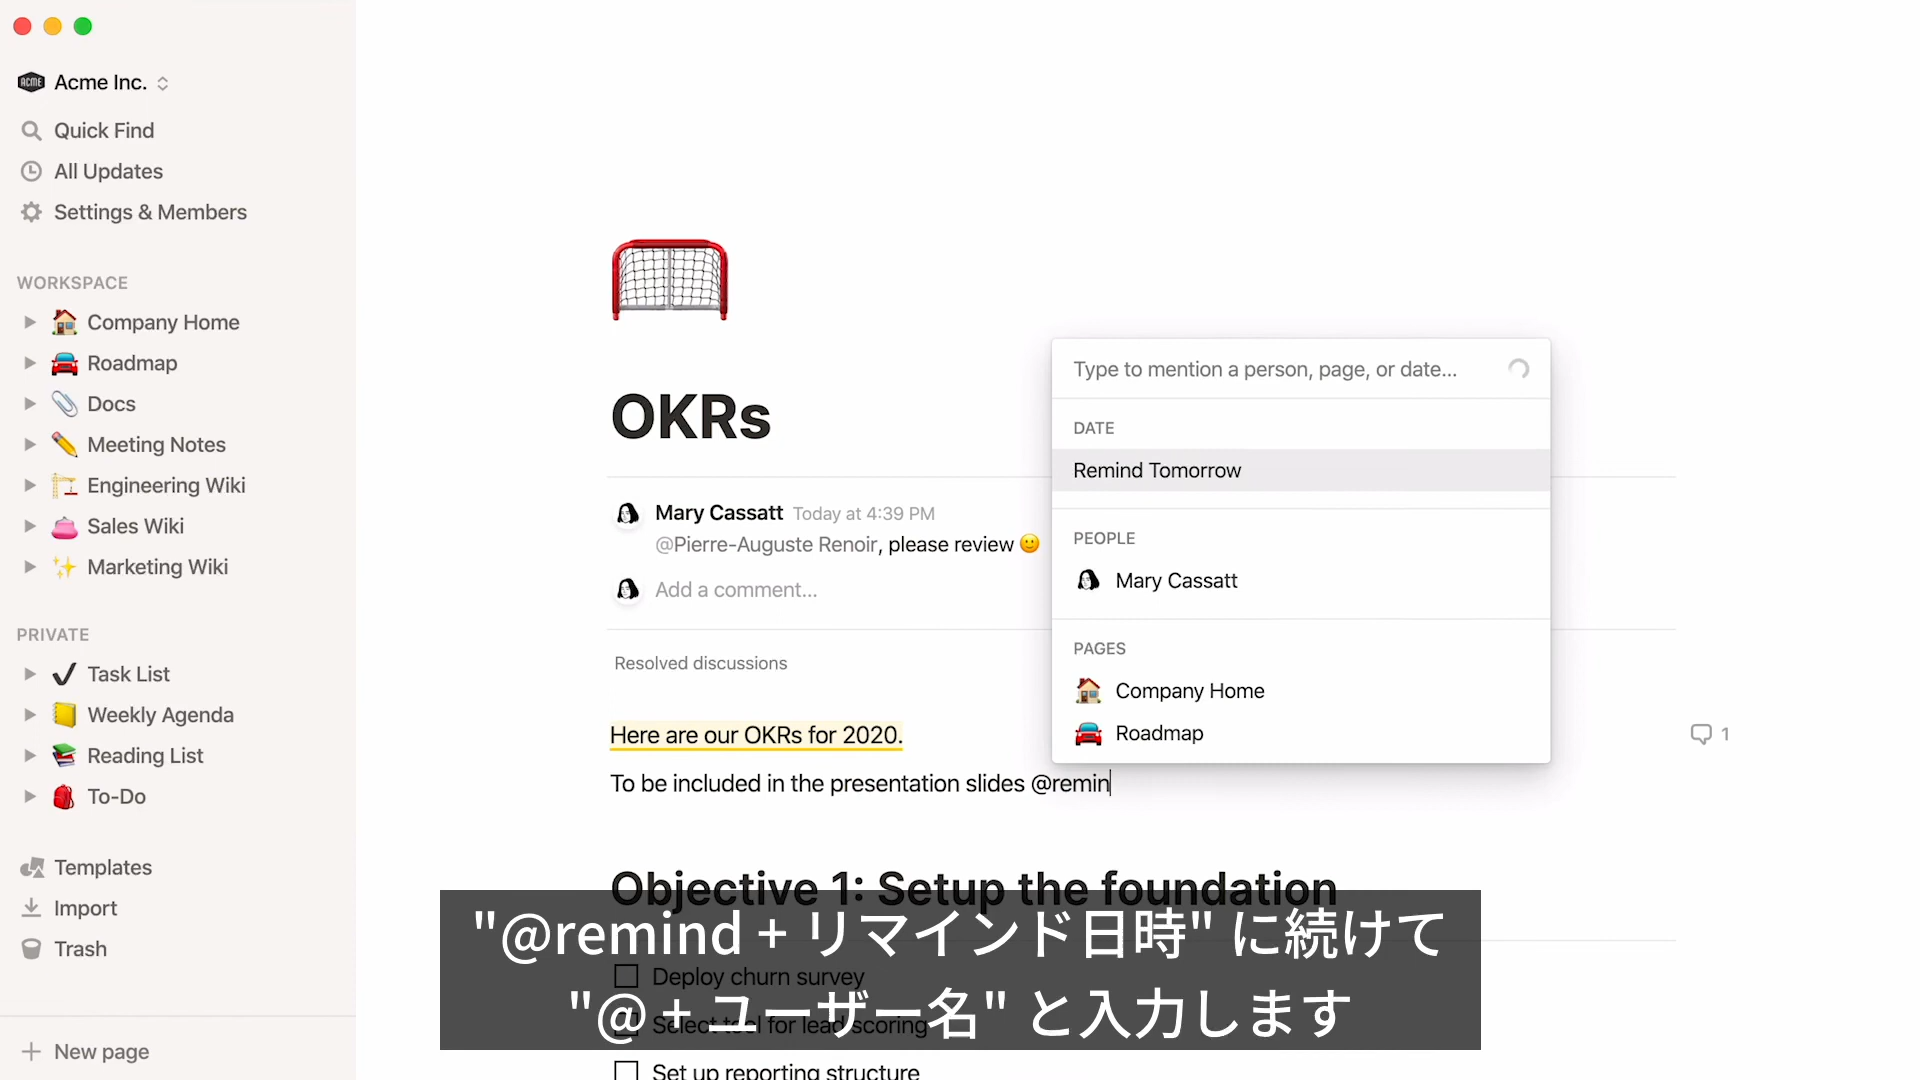 ACME Acme Inc.
Quick Find
All Updates
Settings & Members
WORKSPACE
Company Home
Roadmap
Docs
Meeting Notes
Engineering Wiki
Sales Wiki
Marketing Wiki
PRIVATE
Task List
Weekly Agenda
Reading List
To-Do
Templates
Import
Trash
New page
OKRs
Mary Cassatt Today at 4:39 PM
@Pierre-Auguste Renoir, please review
Add a comment...
Resolved discussions
Here are our OKRs for 2020.
1
To be included in the presentation slides @remin
Type to mention a person, page, or date...
DATE
Remind Tomorrow
PEOPLE
Mary Cassatt
PAGES
Company Home
Roadmap
Objective 1: Setup the foundation
Deploy churn survey
Select tool for lead scoring
Set up reporting structure
"@remind + リマインド日時" に続けて
"@ + ユーザー名" と入力します